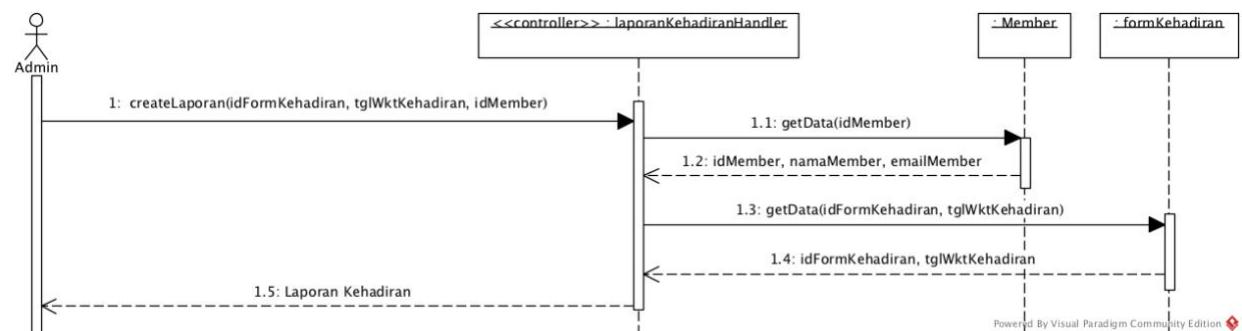 <<controller>> : laporanKehadiranHandler
: Member
: formKehadiran
Admin
1: createLaporan(idFormKehadiran, tglWktKehadiran, idMember)
1.1: getData(idMember)
1.2: idMember, namaMember, emailMember
1.3: getData(idFormKehadiran, tglWktKehadiran)
1.4: idFormKehadiran, tglWktKehadiran
1.5: Laporan Kehadiran
Powered By Visual Paradigm Community Edition